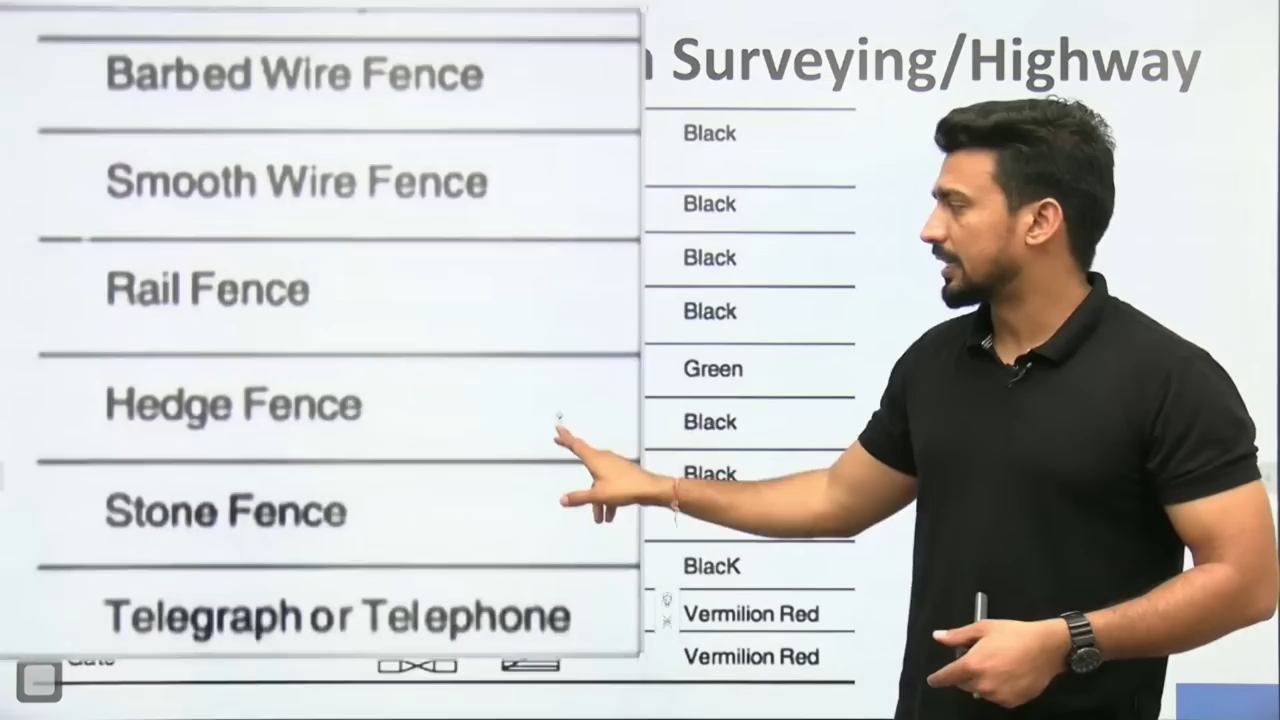 Surveying/Highway
Barbed Wire Fence
Smooth Wire Fence
Rail Fence
Hedge Fence
Stone Fence
Telegraph or Telephone
Black
Black
Black
Black
Green
Black
Black
BlacK
Vermilion Red
Vermilion Red